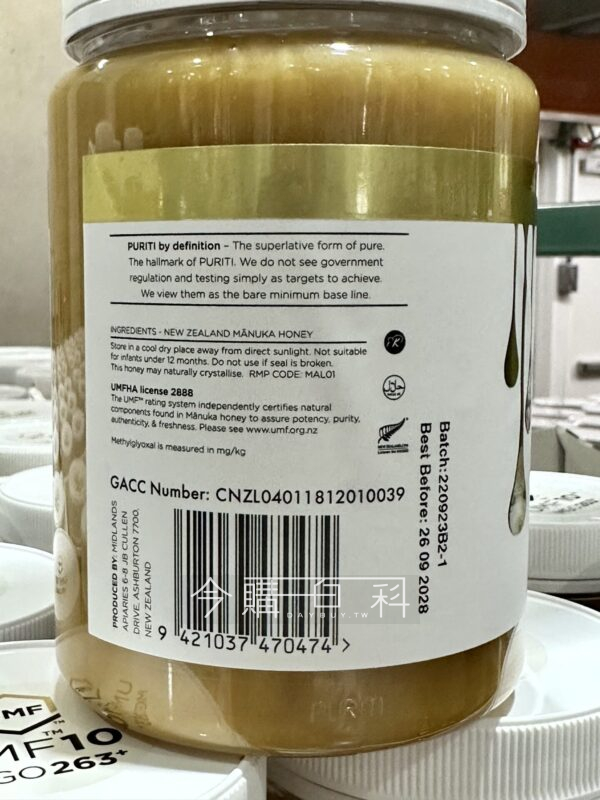 PURITI by definition – The superlative form of pure.
The hallmark of PURITI. We do not see government
regulation and testing simply as targets to achieve.
We view them as the bare minimum base line.
INGREDIENTS - NEW ZEALAND MĀNUKA HONEY
Store in a cool dry place away from direct sunlight. Not suitable
for infants under 12 months. Do not use if seal is broken.
This honey may naturally crystallise. RMP CODE: MAL01
UMFHA license 2888
The UMF™ rating system independently certifies natural
components found in Mānuka honey to assure potency, purity,
authenticity, & freshness. Please see www.umf.org.nz
Methylglyoxal is measured in mg/kg
GACC Number: CNZL04011812010039
PRODUCED BY: MIDLANDS
APIARIES 6-8 JB CULLEN
DRIVE, ASHBURTON 7700,
NEW ZEALAND
9 421037 470474 >
Batch:220923B2-1
Best Before: 26 09 2028
今購百科
DAYBUY.TW
PURITI
UMF
MF™10
GO263+